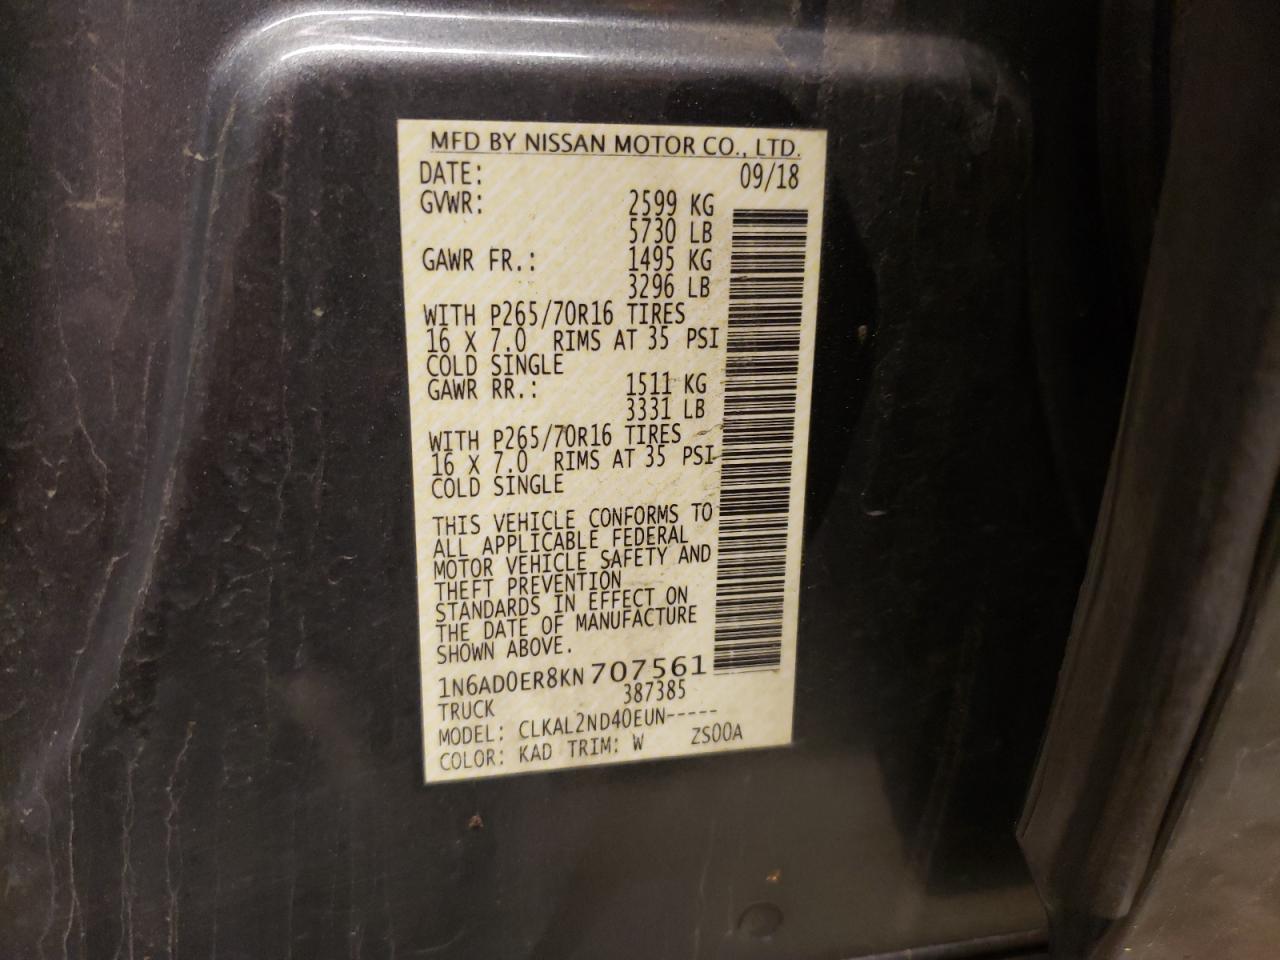 MFD BY NISSAN MOTOR CO., LTD.
DATE: 09/18
GVWR: 2599 KG
5730 LB
GAWR FR.: 1495 KG
3296 LB
WITH P265/70R16 TIRES
16 X 7.0 RIMS AT 35 PSI
COLD SINGLE
GAWR RR.: 1511 KG
3331 LB
WITH P265/70R16 TIRES
16 X 7.0 RIMS AT 35 PSI
COLD SINGLE
THIS VEHICLE CONFORMS TO
ALL APPLICABLE FEDERAL
MOTOR VEHICLE SAFETY AND
THEFT PREVENTION
STANDARDS IN EFFECT ON
THE DATE OF MANUFACTURE
SHOWN ABOVE.
1N6AD0ER8KN707561
TRUCK 387385
MODEL: CLKAL2ND40EUN-----
COLOR: KAD TRIM: W ZS00A